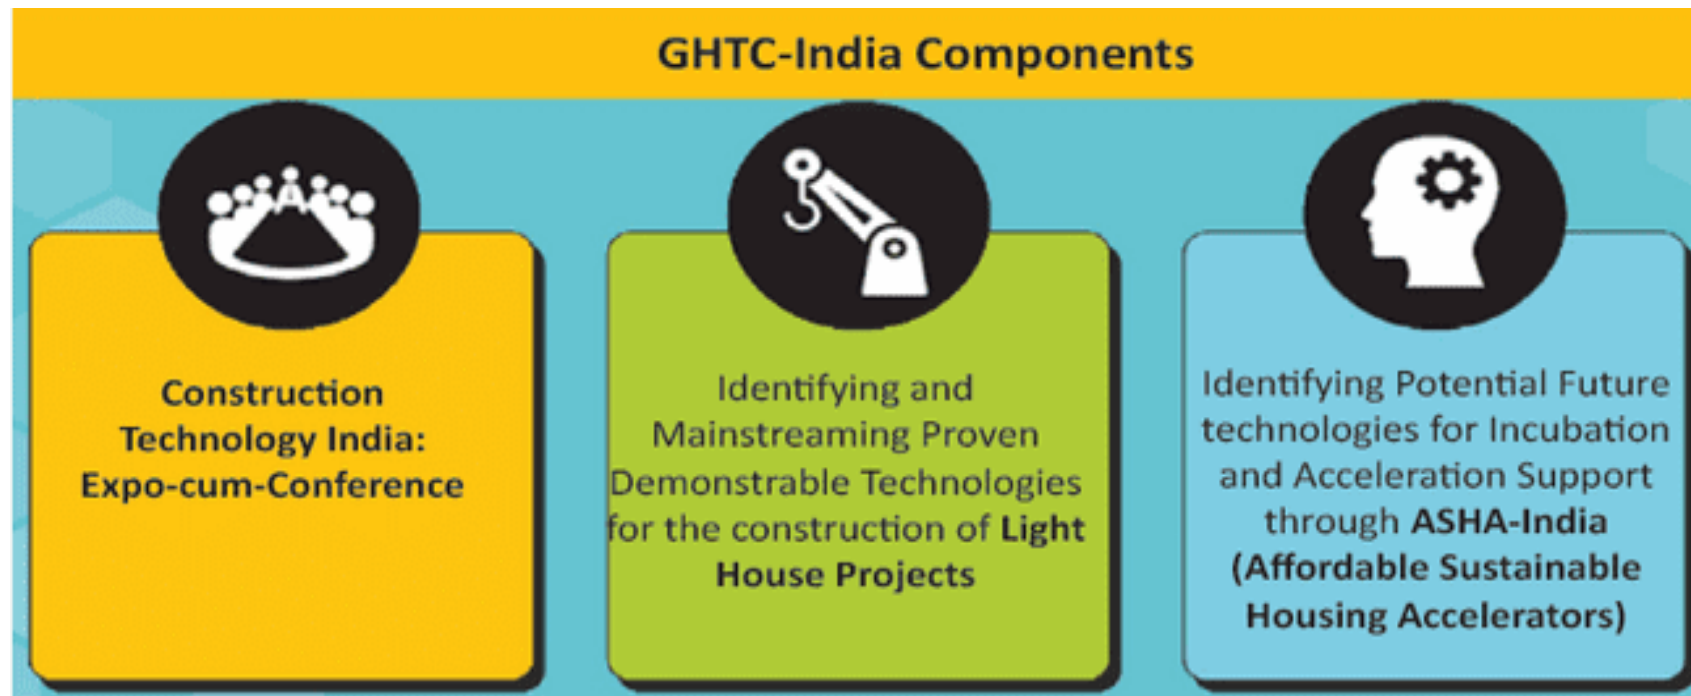 GHTC-India Components
Construction
Technology India:
Expo-cum-Conference
Identifying and
Mainstreaming Proven
Demonstrable Technologies
for the construction of Light
House Projects
Identifying Potential Future
technologies for Incubation
and Acceleration Support
through ASHA-India
(Affordable Sustainable
Housing Accelerators)